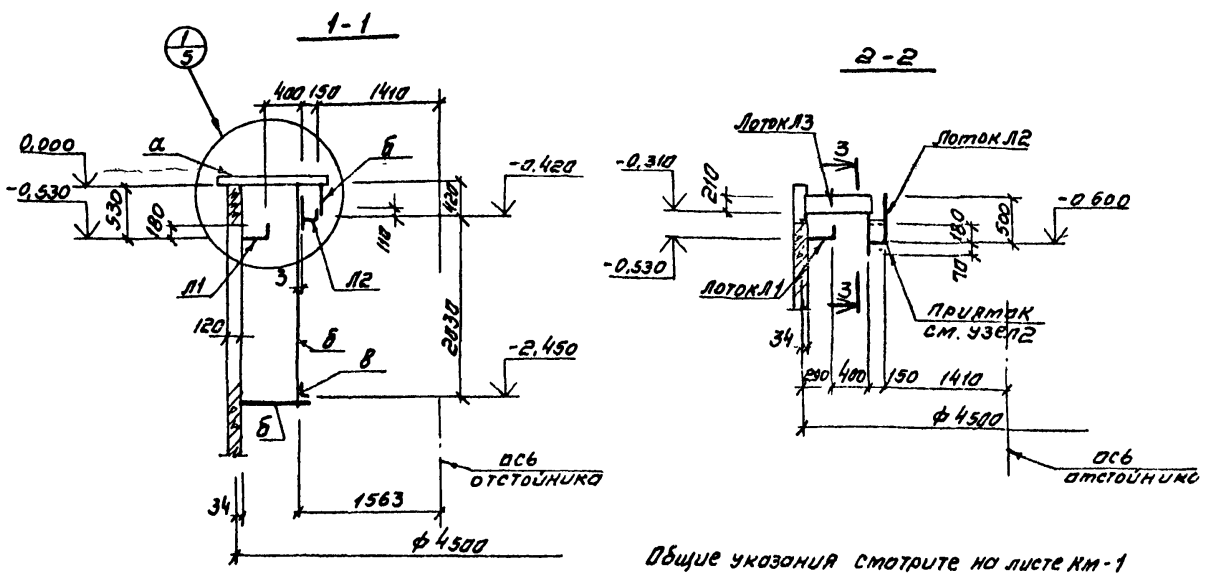 1-1
1
5
400 150 1410
0,000
а
б
-0,420
-0,530
530
180
420
110
Л1
3
Л2
120
2030
б
в
-2,450
б
ось
отстойника
34
1563
ф 4500
2-2
Лоток Л3
3
Лоток Л2
-0,310
210
-0,600
500
180
70
-0,530
Лоток Л1
3
Приямок
см. узел 2
34
290 400 150 1410
ф 4500
ось
отстойника
Общие указания смотрите на листе КМ-1